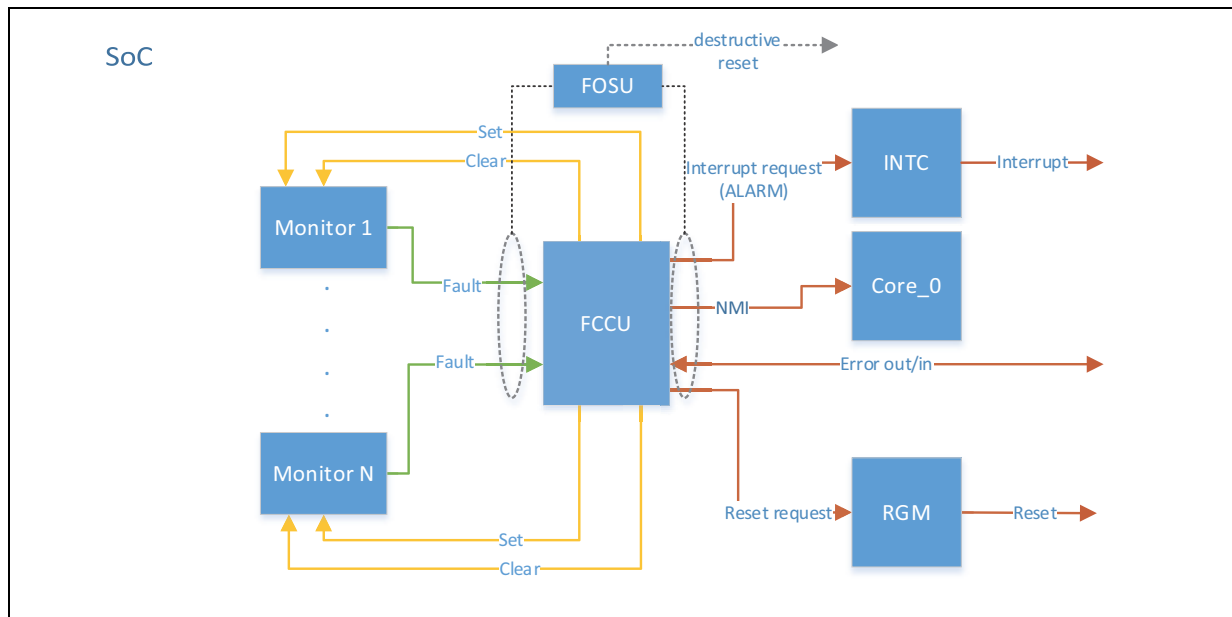 SoC
destructive
reset
FOSU
Set
Clear
Interrupt request
(ALARM)
INTC
Interrupt
Monitor 1
Fault
FCCU
NMI
Core_0
Fault
Error out/in
Monitor N
Reset request
RGM
Reset
Set
Clear